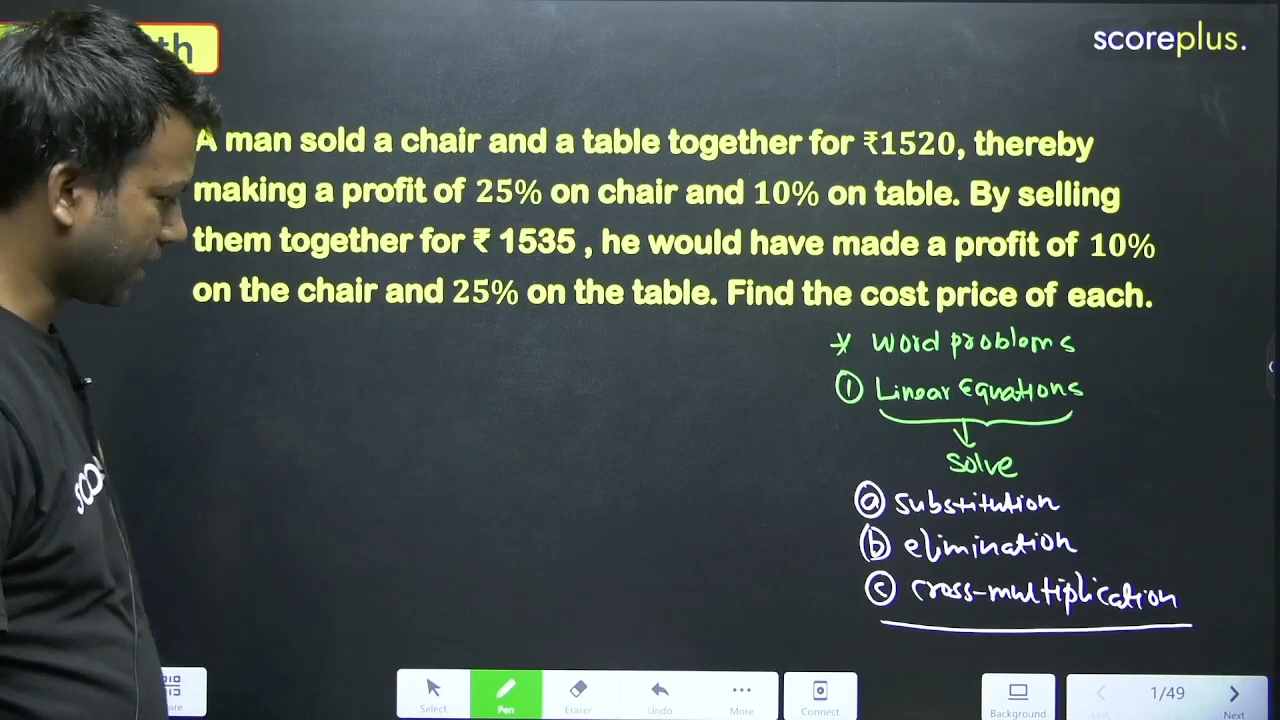 th
scoreplus.
A man sold a chair and a table together for ₹1520, thereby
making a profit of 25% on chair and 10% on table. By selling
them together for ₹ 1535 , he would have made a profit of 10%
on the chair and 25% on the table. Find the cost price of each.
* Word problems
① Linear Equations
Solve
ⓐ Substitution
ⓑ elimination
ⓒ cross-multiplication
Select
Pen
Eraser
Undo
More
Connect
Background
Last
1/49
Next